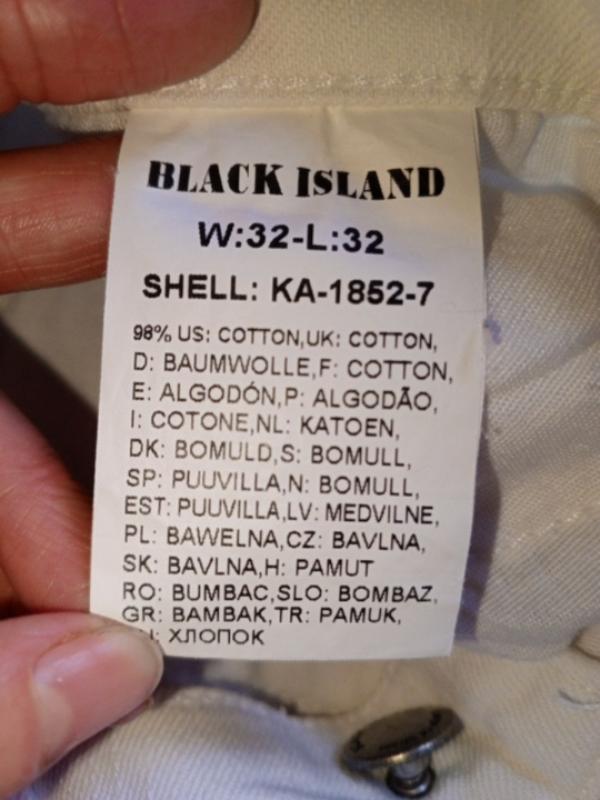 BLACK ISLAND
W:32-L:32
SHELL: KA-1852-7
98% US: COTTON,UK: COTTON,
D: BAUMWOLLE,F: COTTON,
E: ALGODÓN,P: ALGODÃO,
I: COTONE,NL: KATOEN,
DK: BOMULD,S: BOMULL,
SP: PUUVILLA,N: BOMULL,
EST: PUUVILLA,LV: MEDVILNE,
PL: BAWELNA,CZ: BAVLNA,
SK: BAVLNA,H: PAMUT
RO: BUMBAC,SLO: BOMBAZ,
GR: BAMBAK,TR: PAMUK,
ХЛОПОК